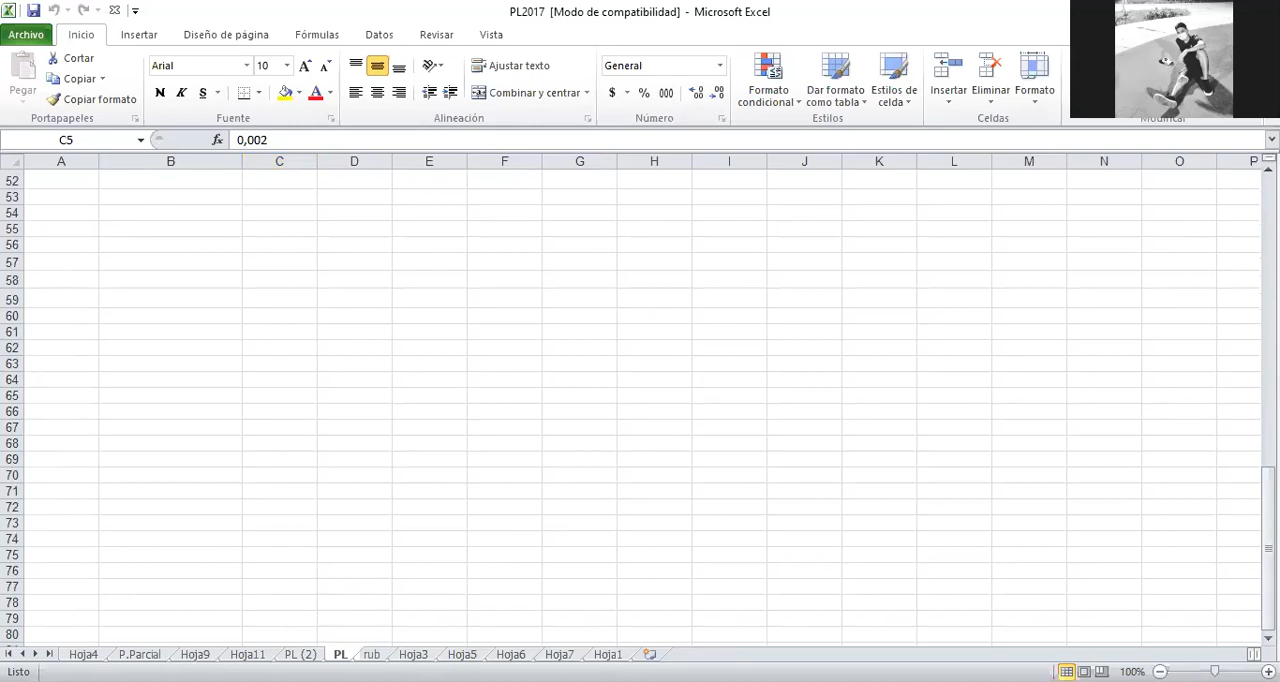 PL2017 [Modo de compatibilidad] - Microsoft Excel
Archivo Inicio Insertar Diseño de página Fórmulas Datos Revisar Vista
Pegar
Cortar
Copiar
Copiar formato
Portapapeles
Arial 10 A A
N K S A
Fuente
Ajustar texto
Combinar y centrar
Alineación
General
$ % 000
Número
Formato condicional
Dar formato como tabla
Estilos de celda
Estilos
Insertar Eliminar Formato
Celdas
Modificar
C5 fx 0,002
A B C D E F G H I J K L M N O P
52
53
54
55
56
57
58
59
60
61
62
63
64
65
66
67
68
69
70
71
72
73
74
75
76
77
78
79
80
Hoja4 P.Parcial Hoja9 Hoja11 PL (2) PL rub Hoja3 Hoja5 Hoja6 Hoja7 Hoja1
Listo 100%